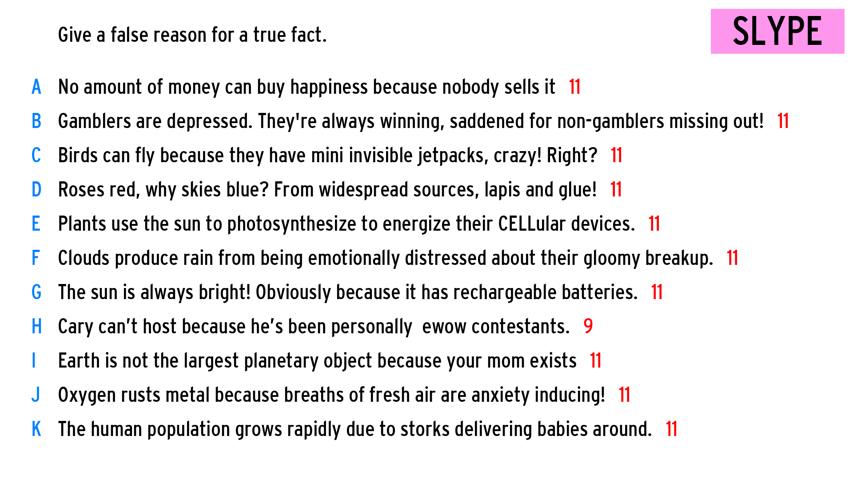 Give a false reason for a true fact.
SLYPE
A No amount of money can buy happiness because nobody sells it 11
B Gamblers are depressed. They're always winning, saddened for non-gamblers missing out! 11
C Birds can fly because they have mini invisible jetpacks, crazy! Right? 11
D Roses red, why skies blue? From widespread sources, lapis and glue! 11
E Plants use the sun to photosynthesize to energize their CELLular devices. 11
F Clouds produce rain from being emotionally distressed about their gloomy breakup. 11
G The sun is always bright! Obviously because it has rechargeable batteries. 11
H Cary can’t host because he’s been personally ewow contestants. 9
I Earth is not the largest planetary object because your mom exists 11
J Oxygen rusts metal because breaths of fresh air are anxiety inducing! 11
K The human population grows rapidly due to storks delivering babies around. 11